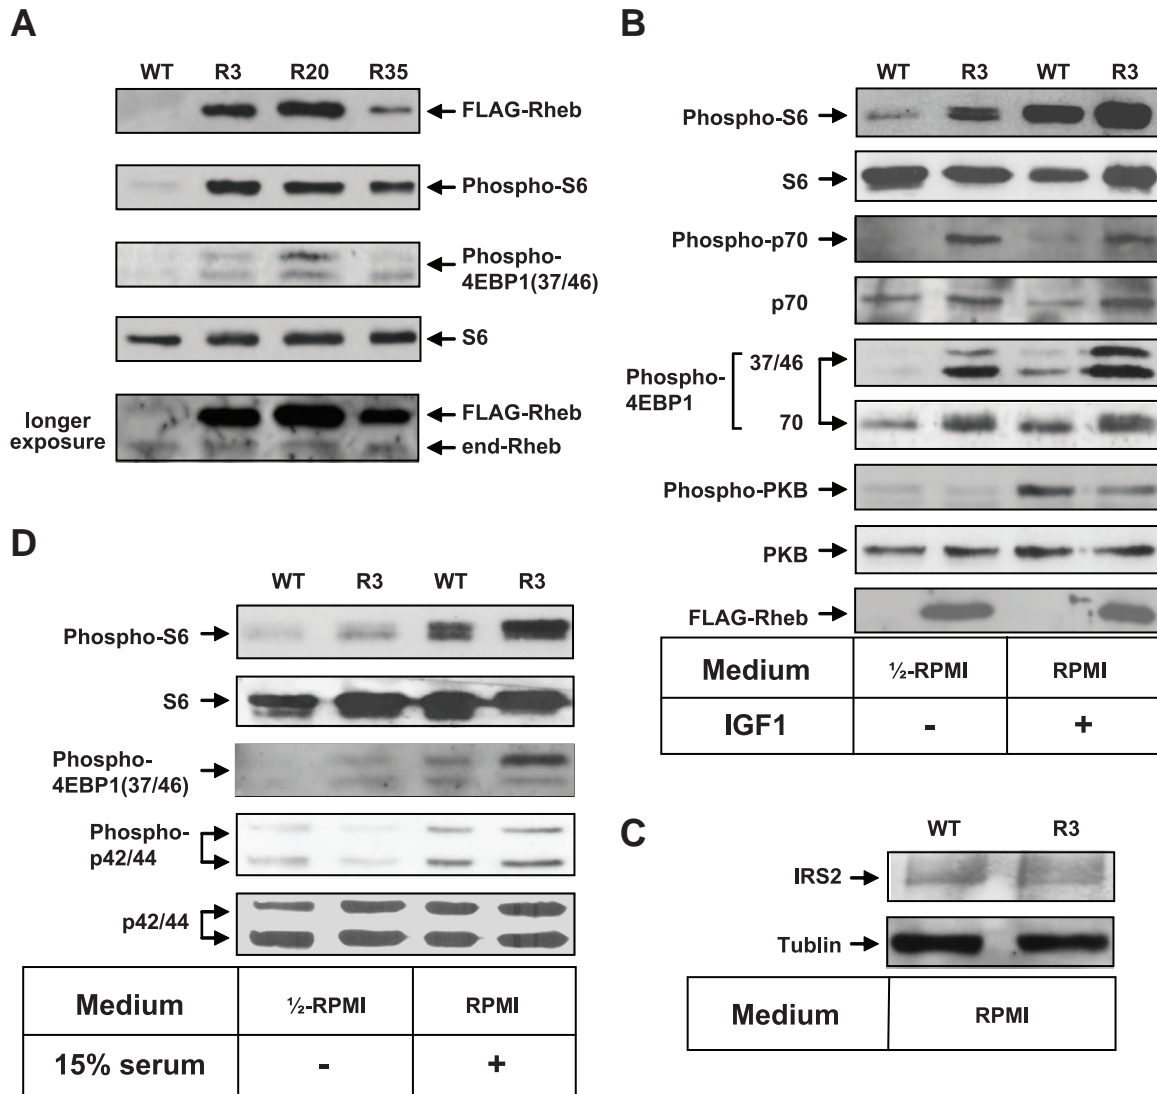 A
WT R3 R20 R35
FLAG-Rheb
Phospho-S6
Phospho-
4EBP1(37/46)
S6
longer
exposure
FLAG-Rheb
end-Rheb
B
WT R3 WT R3
Phospho-S6
S6
Phospho-p70
p70
Phospho-
4EBP1
37/46
70
Phospho-PKB
PKB
FLAG-Rheb
Medium ½-RPMI RPMI
IGF1 - +
C
WT R3
IRS2
Tublin
Medium RPMI
D
WT R3 WT R3
Phospho-S6
S6
Phospho-
4EBP1(37/46)
Phospho-
p42/44
p42/44
Medium ½-RPMI RPMI
15% serum - +